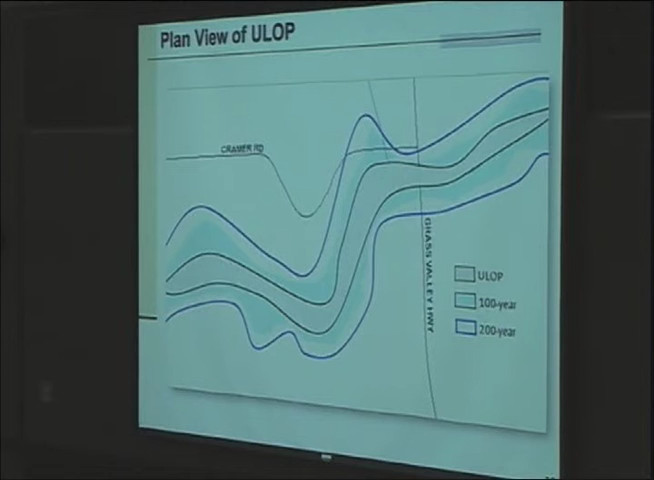 Plan View of ULOP
CRAMER RD
GRASS VALLEY HWY
ULOP
100-year
200-year